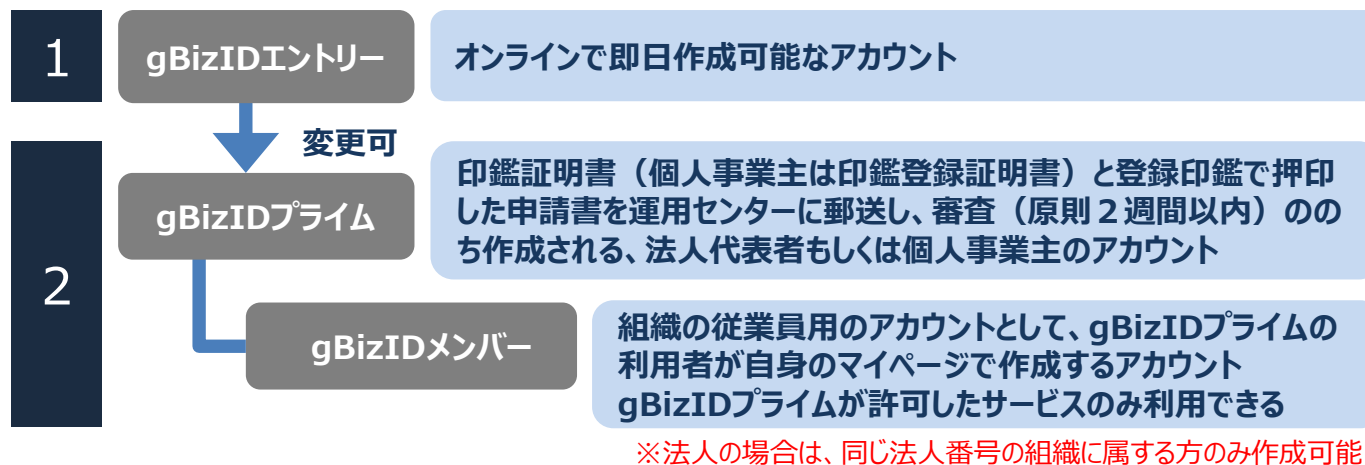 1
gBizIDエントリー
オンラインで即日作成可能なアカウント
変更可
2
gBizIDプライム
印鑑証明書（個人事業主は印鑑登録証明書）と登録印鑑で押印
した申請書を運用センターに郵送し、審査（原則２週間以内）のの
ち作成される、法人代表者もしくは個人事業主のアカウント
gBizIDメンバー
組織の従業員用のアカウントとして、gBizIDプライムの
利用者が自身のマイページで作成するアカウント
gBizIDプライムが許可したサービスのみ利用できる
※法人の場合は、同じ法人番号の組織に属する方のみ作成可能